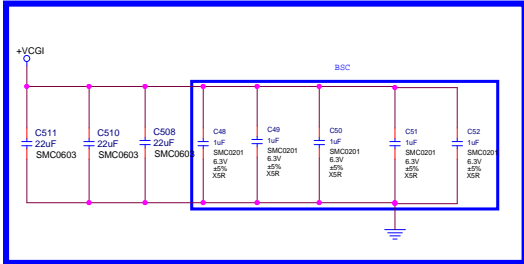 +VCGI
BSC
C511
22uF
SMC0603
C510
22uF
SMC0603
C508
22uF
SMC0603
C48
1uF
SMC0201
6.3V
±5%
X5R
C49
1uF
SMC0201
6.3V
±5%
X5R
C50
1uF
SMC0201
6.3V
±5%
X5R
C51
1uF
SMC0201
6.3V
±5%
X5R
C52
1uF
SMC0201
6.3V
±5%
X5R